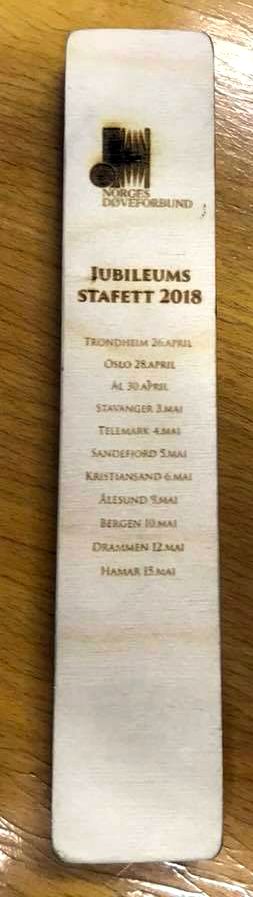 NORGES
DØVEFORBUND
JUBILEUMS
STAFETT 2018
TRONDHEIM 26.APRIL
OSLO 28.APRIL
ÅL 30.APRIL
STAVANGER 3.MAI
TELEMARK 4.MAI
SANDEFJORD 5.MAI
KRISTIANSAND 6.MAI
ÅLESUND 9.MAI
BERGEN 10.MAI
DRAMMEN 12.MAI
HAMAR 15.MAI